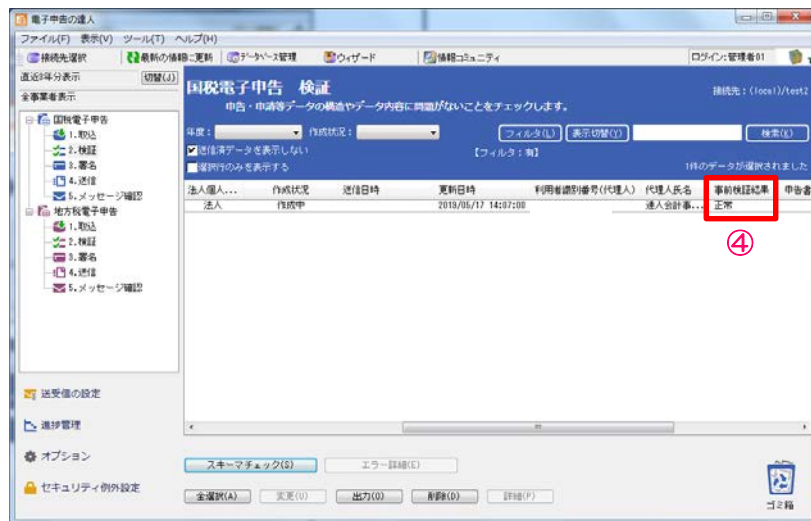 電子申告の達人
ファイル(F) 表示(V) ツール(T) ヘルプ(H)
接続先選択 最新の情報に更新 データベース管理 ウィザード 情報コミュニティ ログイン:管理者01
直近3年分表示 切替(J)
全事業者表示
国税電子申告
1.取込
2.検証
3.署名
4.送信
5.メッセージ確認
地方税電子申告
1.取込
2.検証
3.署名
4.送信
5.メッセージ確認
送受信の設定
進捗管理
オプション
セキュリティ例外設定
国税電子申告 検証
接続先:(local)/test2
申告・申請等データの構造やデータ内容に問題がないことをチェックします。
年度: 作成状況: フィルタ(L) 表示切替(Y) 検索(K)
送信済データを表示しない 【フィルタ:有】
選択行のみを表示する 1件のデータが選択されました
法人個人... 作成状況 送信日時 更新日時 利用者識別番号(代理人) 代理人氏名 事前検証結果 申告書
法人 作成中 2019/05/17 14:07:00 達人会計事... 正常
④
スキーマチェック(S) エラー詳細(E)
全選択(A) 変更(U) 出力(O) 削除(D) 詳細(P)
ゴミ箱